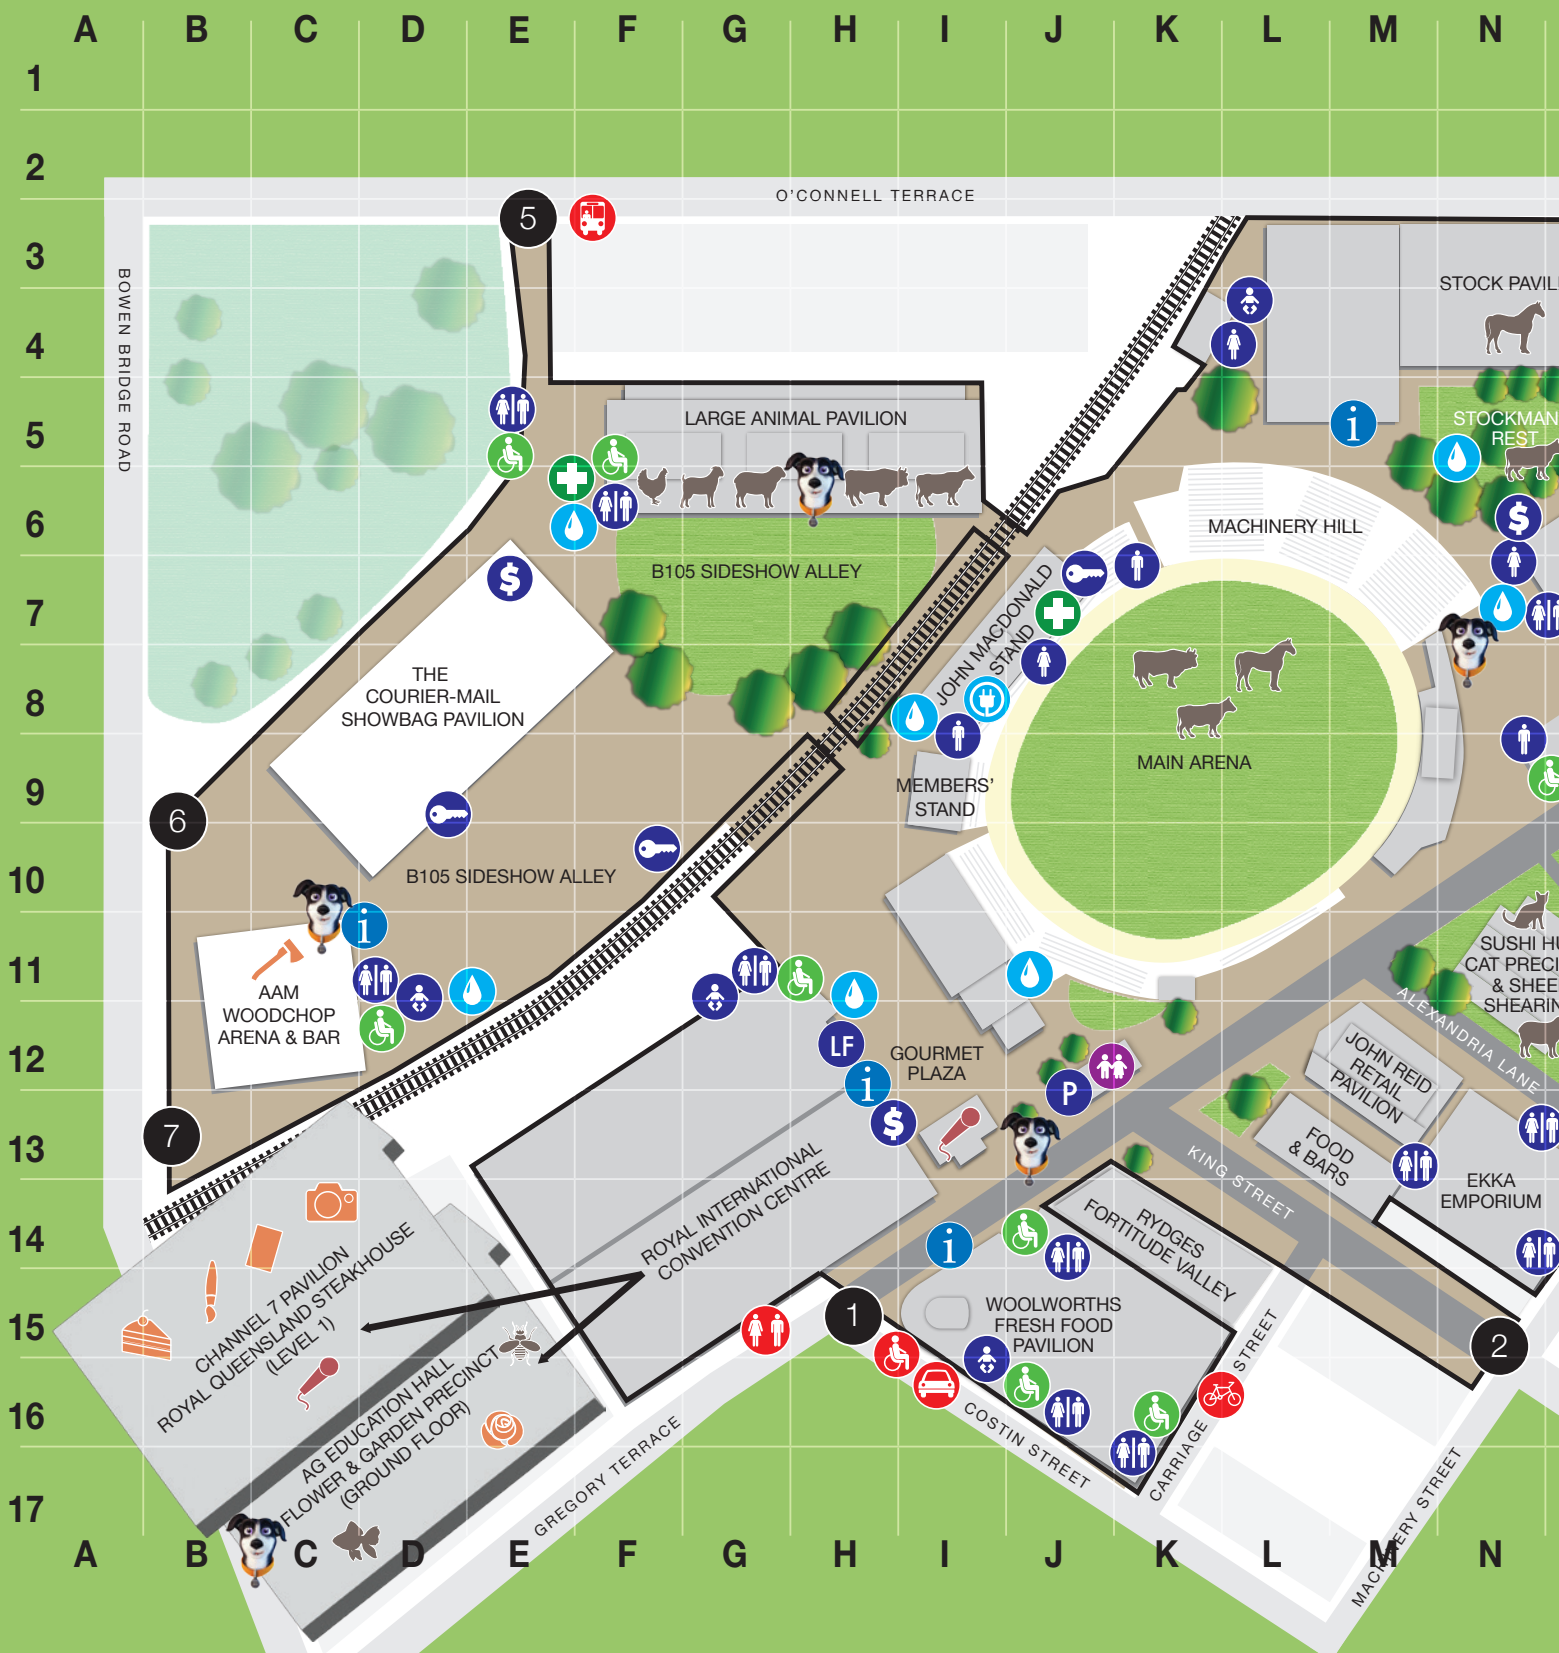 A B C D E F G H I J K L M N
1
2
O'CONNELL TERRACE
5
3
BOWEN BRIDGE ROAD
STOCK PAVIL
4
LARGE ANIMAL PAVILION
5
i
STOCKMAN
REST
6
MACHINERY HILL
$
B105 SIDESHOW ALLEY
$
JOHN MACDONALD
STAND
7
THE
COURIER-MAIL
SHOWBAG PAVILION
8
MAIN ARENA
MEMBERS'
STAND
9
6
B105 SIDESHOW ALLEY
10
i
SUSHI HU
CAT PRECI
& SHEE
SHEARIN
11
AAM
WOODCHOP
ARENA & BAR
ALEXANDRIA LANE
LF
GOURMET
PLAZA
12
JOHN REID
RETAIL
PAVILION
i
P
$
7
13
FOOD
& BARS
KING STREET
EKKA
EMPORIUM
ROYAL INTERNATIONAL
CONVENTION CENTRE
RYDGES
FORTITUDE VALLEY
14
i
CHANNEL 7 PAVILION
ROYAL QUEENSLAND STEAKHOUSE
(LEVEL 1)
15
1
WOOLWORTHS
FRESH FOOD
PAVILION
2
AG EDUCATION HALL
FLOWER & GARDEN PRECINCT
(GROUND FLOOR)
16
COSTIN STREET
CARRIAGE STREET
GREGORY TERRACE
MACHINERY STREET
17
A B C D E F G H I J K L M N